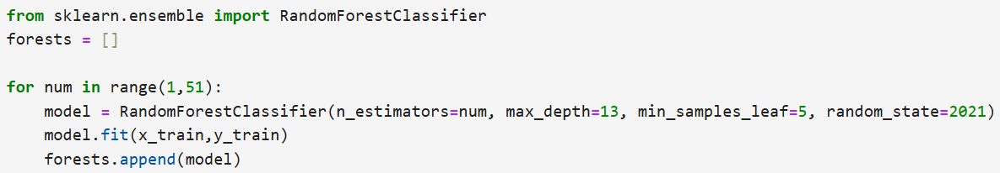 from sklearn.ensemble import RandomForestClassifier
forests = []
for num in range(1,51):
    model = RandomForestClassifier(n_estimators=num, max_depth=13, min_samples_leaf=5, random_state=2021)
    model.fit(x_train,y_train)
    forests.append(model)